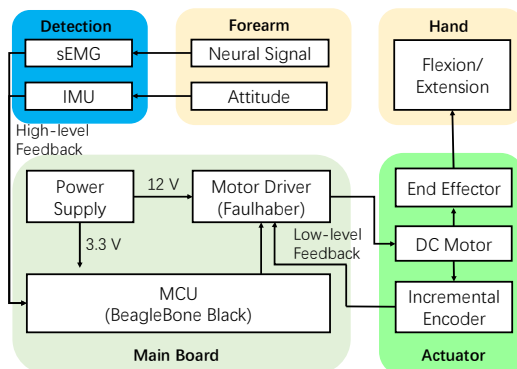 Detection
Forearm
Hand
sEMG
Neural Signal
Flexion/
Extension
IMU
Attitude
High-level
Feedback
Power
Supply
12 V
Motor Driver
(Faulhaber)
End Effector
Low-level
Feedback
DC Motor
3.3 V
MCU
(BeagleBone Black)
Incremental
Encoder
Main Board
Actuator